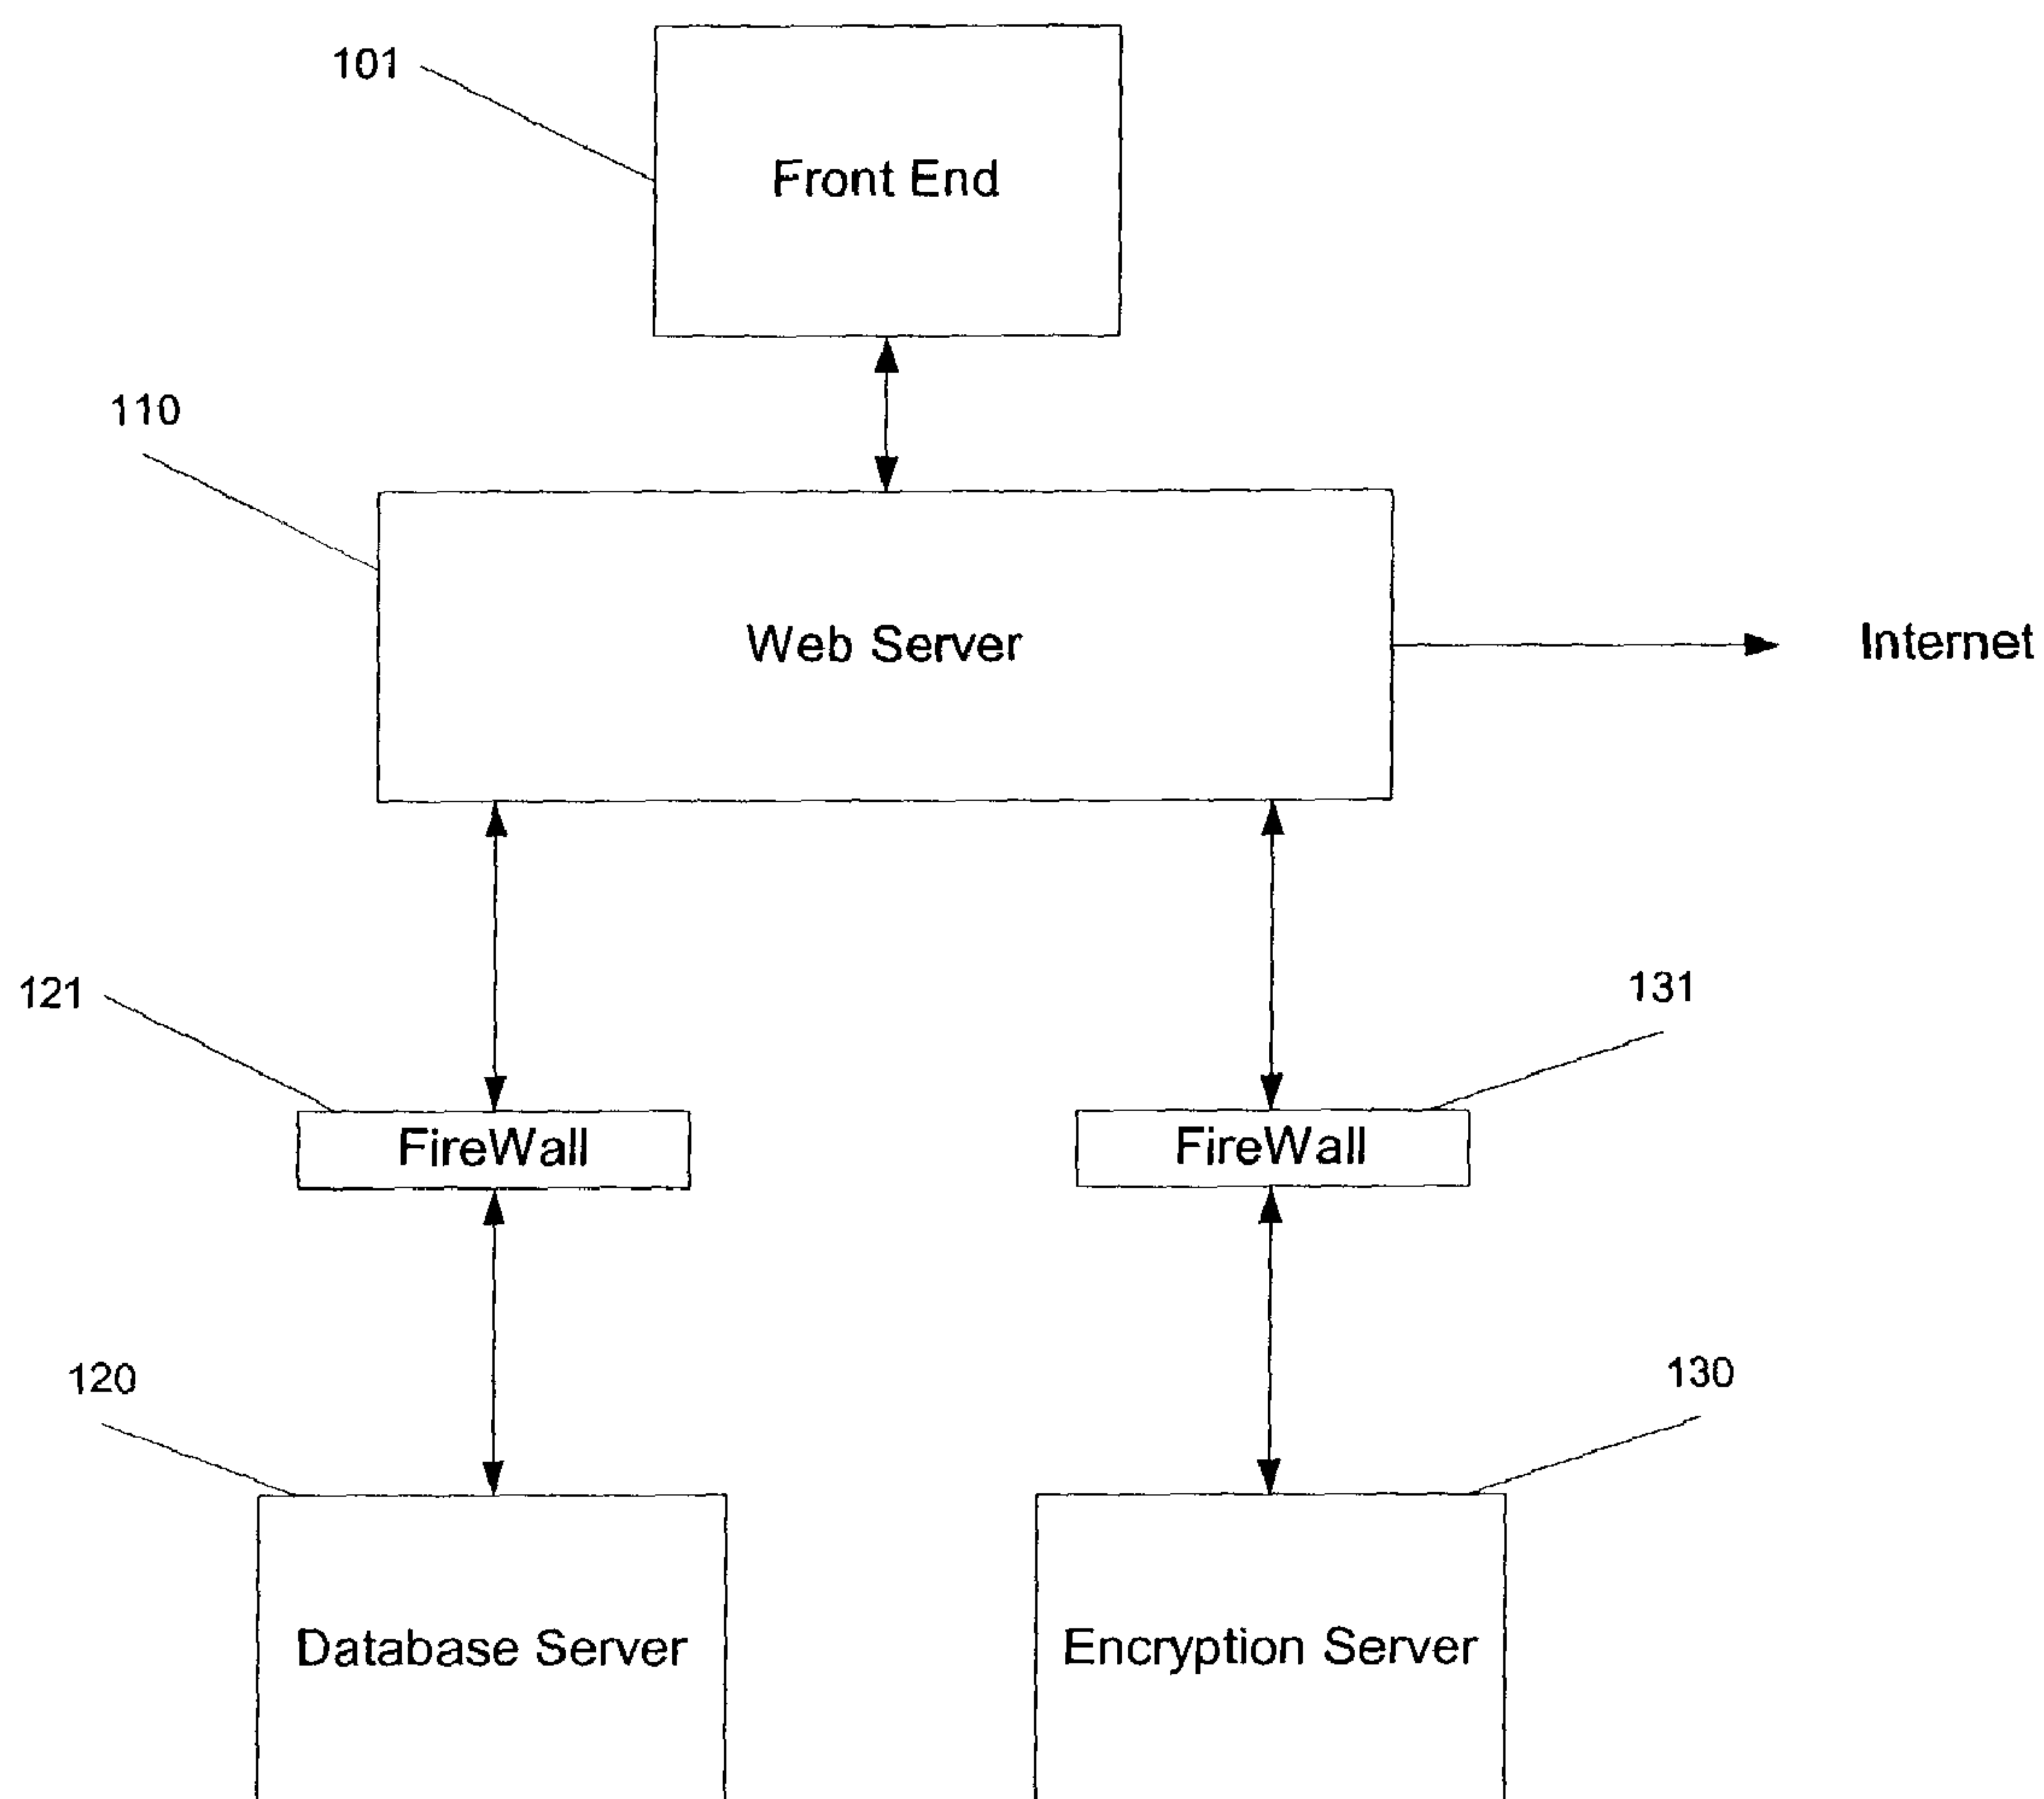 101
Front End
110
Web Server
Internet
121
131
FireWall
FireWall
120
130
Database Server
Encryption Server